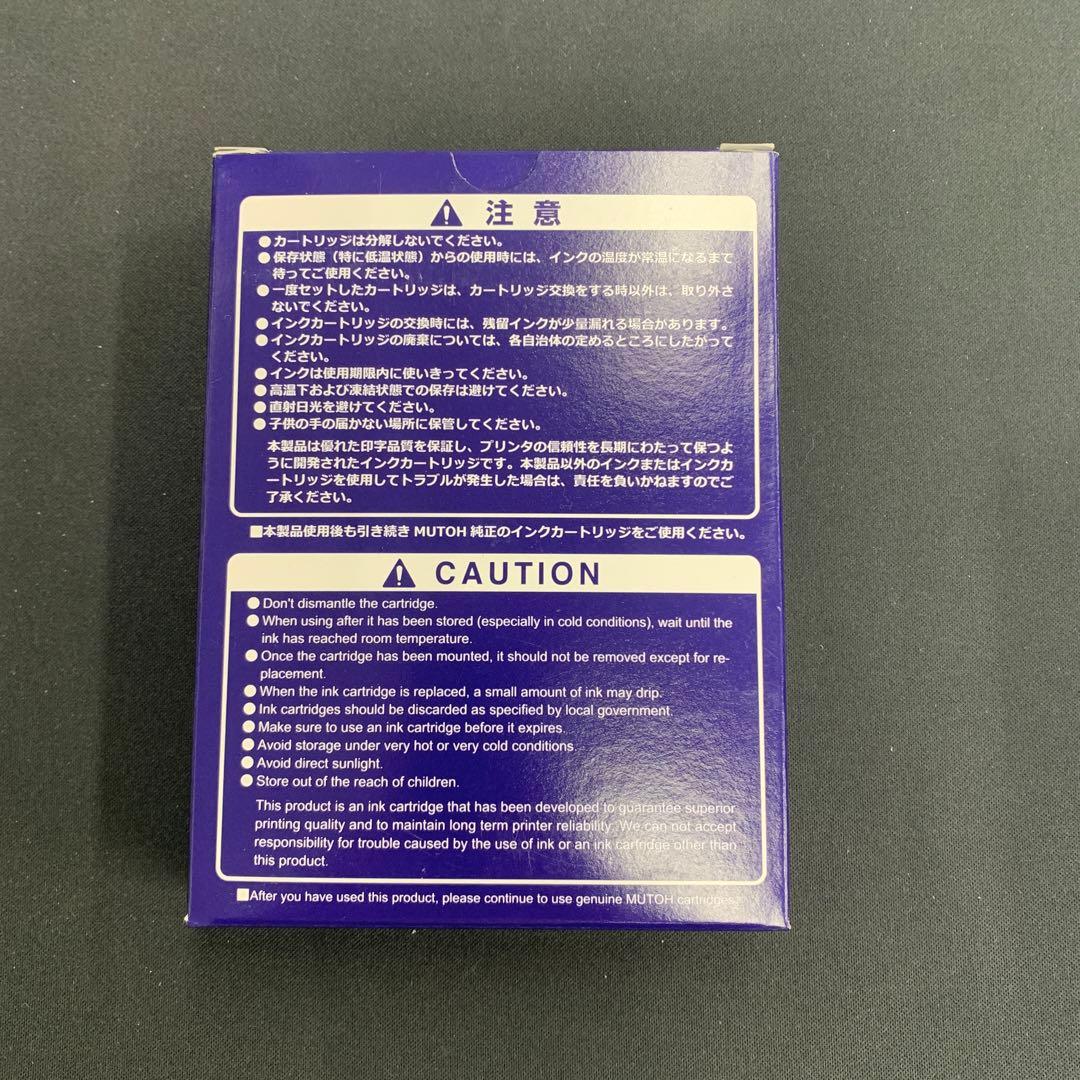 注意
●カートリッジは分解しないでください。
●保存状態（特に低温状態）からの使用時には、インクの温度が常温になるまで
待ってご使用ください。
●一度セットしたカートリッジは、カートリッジ交換をする時以外は、取り外さ
ないでください。
●インクカートリッジの交換時には、残留インクが少量漏れる場合があります。
●インクカートリッジの廃棄については、各自治体の定めるところにしたがって
ください。
●インクは使用期限内に使いきってください。
●高温下および凍結状態での保存は避けてください。
●直射日光を避けてください。
●子供の手の届かない場所に保管してください。
本製品は優れた印字品質を保証し、プリンタの信頼性を長期にわたって保つよ
うに開発されたインクカートリッジです。本製品以外のインクまたはインクカ
ートリッジを使用してトラブルが発生した場合は、責任を負いかねますのでご
了承ください。
■本製品使用後も引き続き MUTOH 純正のインクカートリッジをご使用ください。
CAUTION
●Don't dismantle the cartridge.
●When using after it has been stored (especially in cold conditions), wait until the
ink has reached room temperature.
●Once the cartridge has been mounted, it should not be removed except for re-
placement.
●When the ink cartridge is replaced, a small amount of ink may drip.
●Ink cartridges should be discarded as specified by local government.
●Make sure to use an ink cartridge before it expires.
●Avoid storage under very hot or very cold conditions.
●Avoid direct sunlight.
●Store out of the reach of children.
This product is an ink cartridge that has been developed to guarantee superior
printing quality and to maintain long term printer reliability. We can not accept
responsibility for trouble caused by the use of ink or an ink cartridge other than
this product.
■After you have used this product, please continue to use genuine MUTOH cartridges.